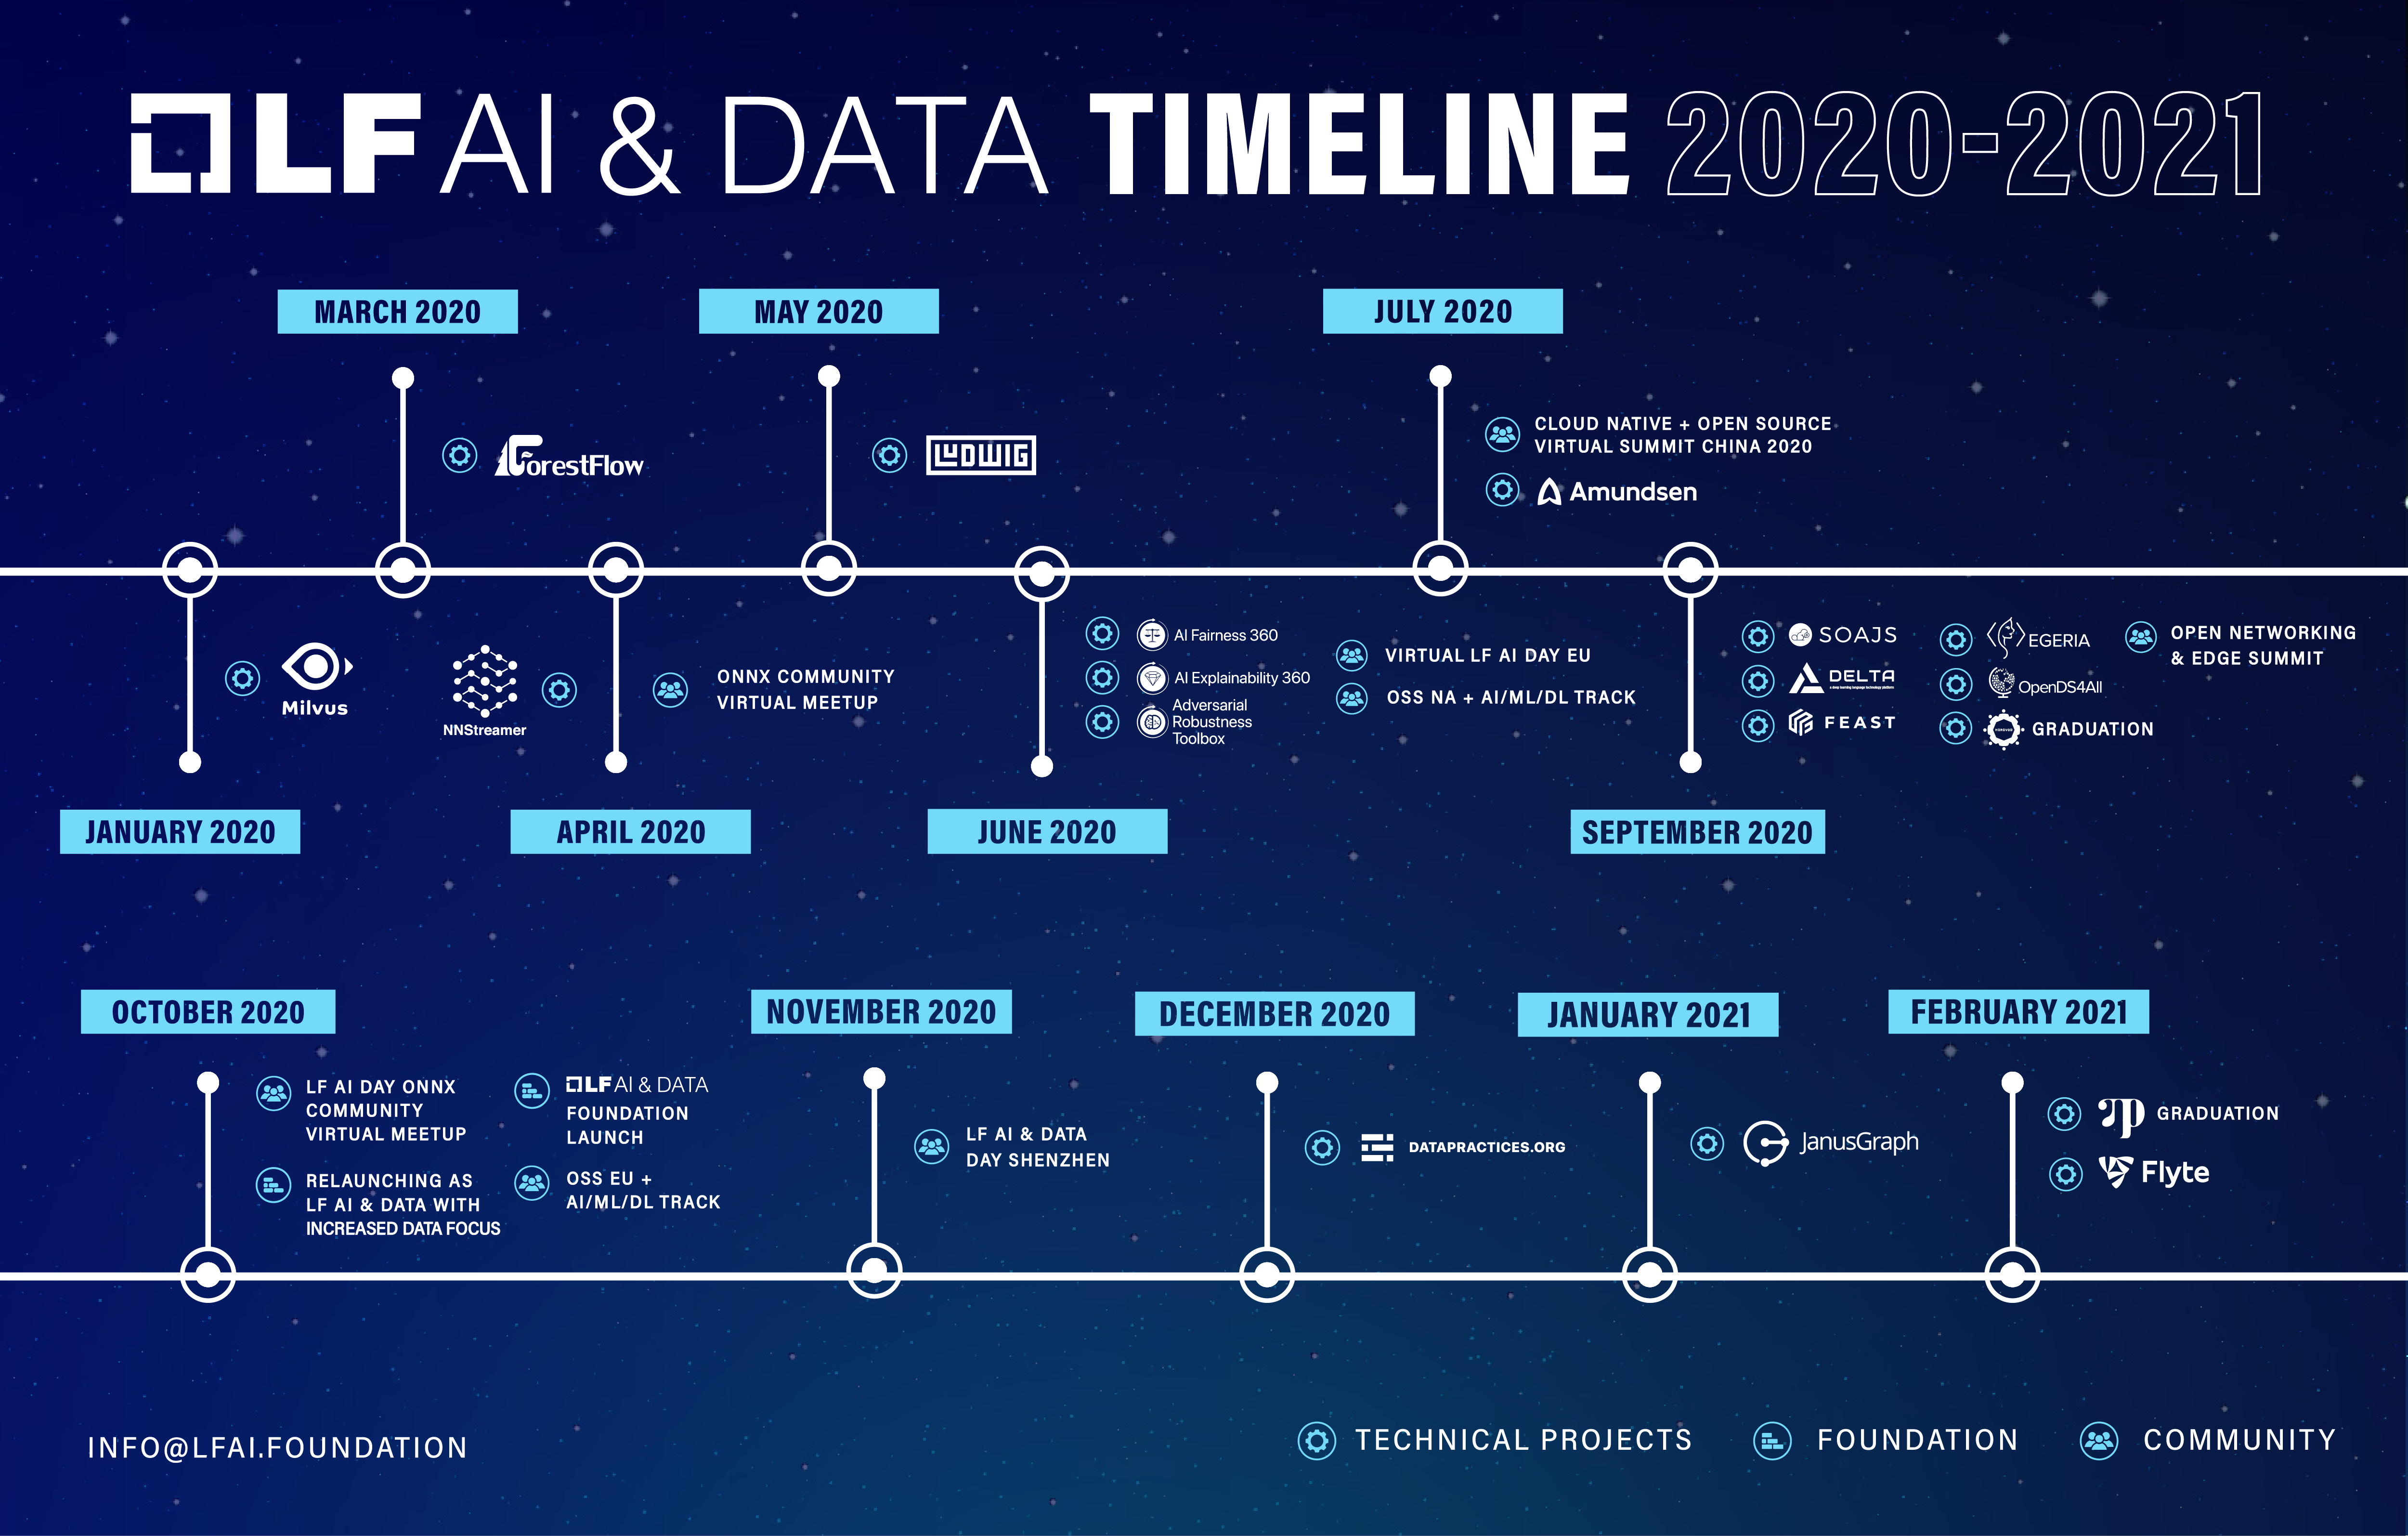 LF AI & DATA TIMELINE 2020-2021
MARCH 2020
MAY 2020
JULY 2020
ForestFlow
LUDWIG
CLOUD NATIVE + OPEN SOURCE
VIRTUAL SUMMIT CHINA 2020
Amundsen
Milvus
NNStreamer
ONNX COMMUNITY
VIRTUAL MEETUP
AI Fairness 360
AI Explainability 360
Adversarial
Robustness
Toolbox
VIRTUAL LF AI DAY EU
OSS NA + AI/ML/DL TRACK
SOAJS
DELTA
a deep learning language technology platform
FEAST
EGERIA
OpenDS4All
GRADUATION
OPEN NETWORKING
& EDGE SUMMIT
JANUARY 2020
APRIL 2020
JUNE 2020
SEPTEMBER 2020
OCTOBER 2020
NOVEMBER 2020
DECEMBER 2020
JANUARY 2021
FEBRUARY 2021
LF AI DAY ONNX
COMMUNITY
VIRTUAL MEETUP
RELAUNCHING AS
LF AI & DATA WITH
INCREASED DATA FOCUS
LF AI & DATA
FOUNDATION
LAUNCH
OSS EU +
AI/ML/DL TRACK
LF AI & DATA
DAY SHENZHEN
DATAPRACTICES.ORG
JanusGraph
GRADUATION
Flyte
INFO@LFAI.FOUNDATION
TECHNICAL PROJECTS
FOUNDATION
COMMUNITY